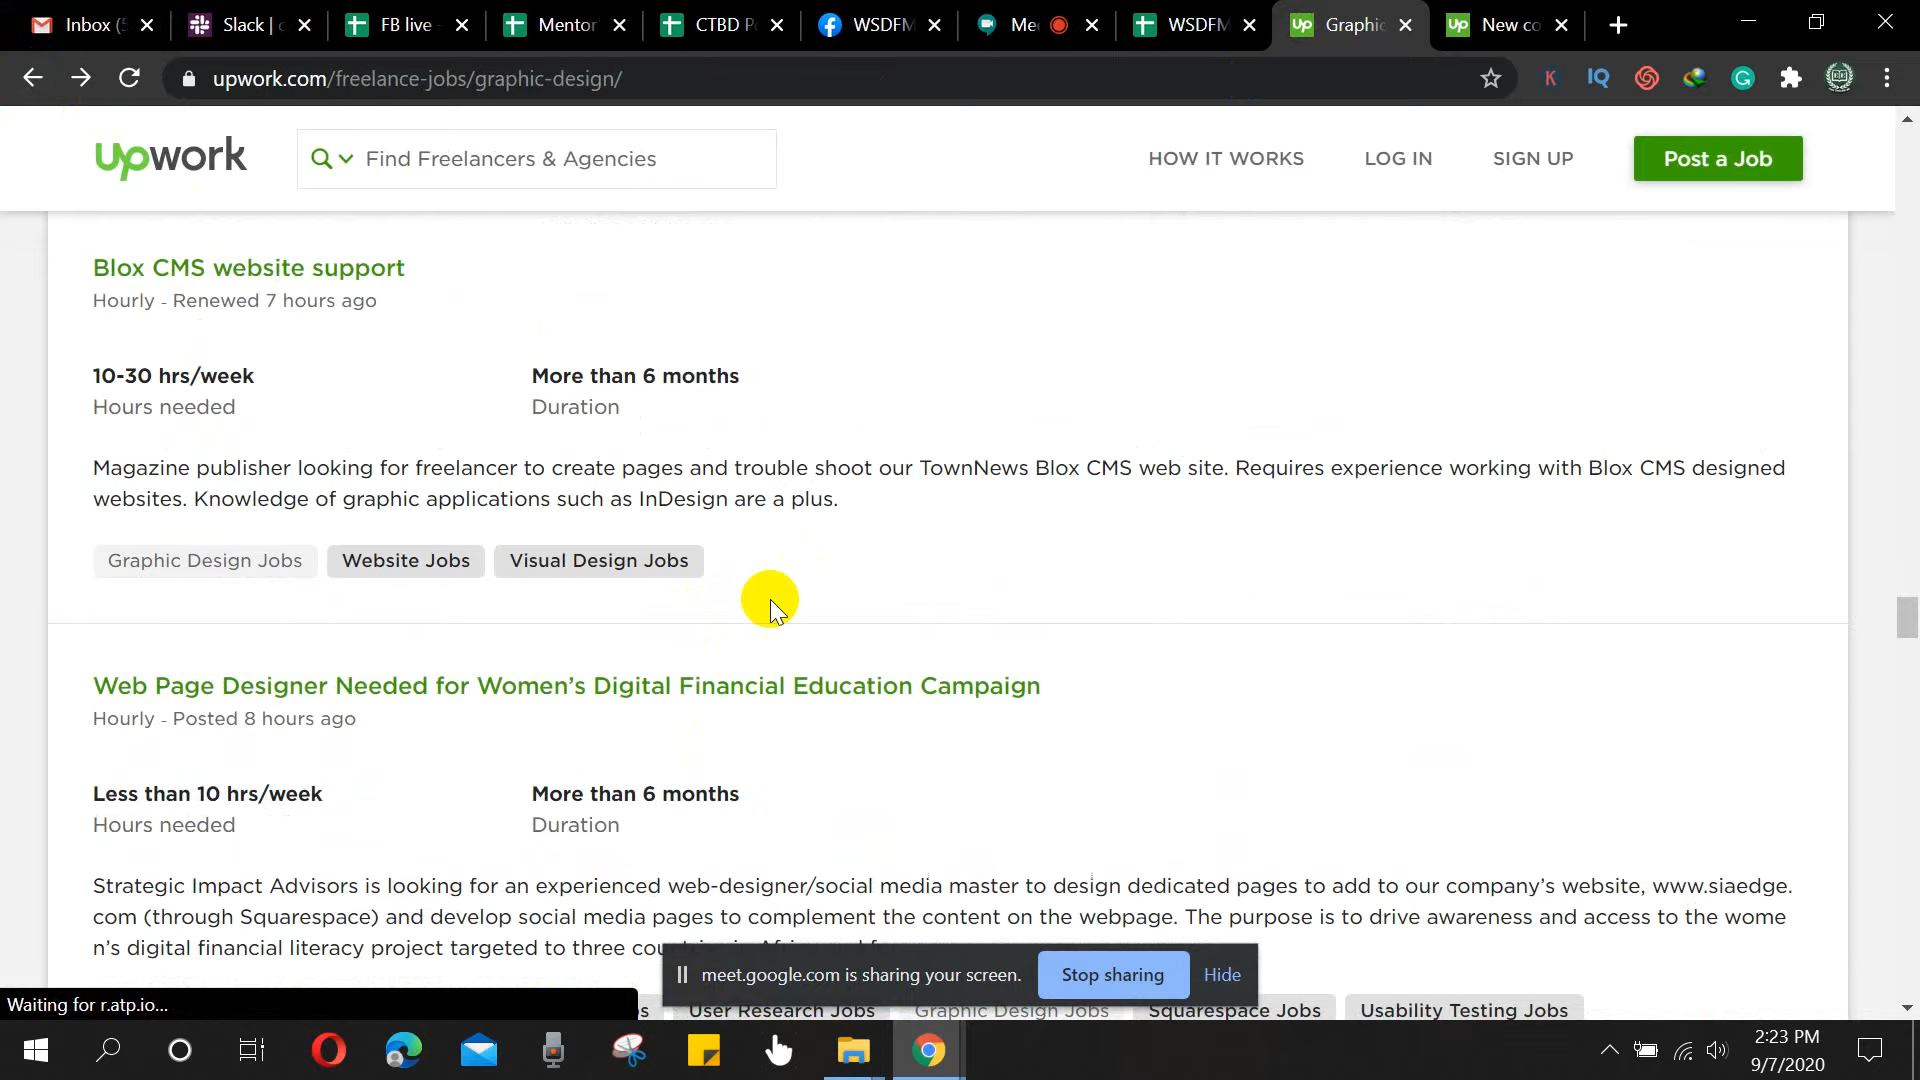 Inbox (5
Slack | c
FB live -
Mentor
CTBD P
WSDFM
Me
WSDFM
Graphic
New co
upwork.com/freelance-jobs/graphic-design/
upwork
Find Freelancers & Agencies
HOW IT WORKS
LOG IN
SIGN UP
Post a Job
Blox CMS website support
Hourly - Renewed 7 hours ago
10-30 hrs/week
More than 6 months
Hours needed
Duration
Magazine publisher looking for freelancer to create pages and trouble shoot our TownNews Blox CMS web site. Requires experience working with Blox CMS designed
websites. Knowledge of graphic applications such as InDesign are a plus.
Graphic Design Jobs
Website Jobs
Visual Design Jobs
Web Page Designer Needed for Women's Digital Financial Education Campaign
Hourly - Posted 8 hours ago
Less than 10 hrs/week
More than 6 months
Hours needed
Duration
Strategic Impact Advisors is looking for an experienced web-designer/social media master to design dedicated pages to add to our company's website, www.siaedge.
com (through Squarespace) and develop social media pages to complement the content on the webpage. The purpose is to drive awareness and access to the wome
n's digital financial literacy project targeted to three
meet.google.com is sharing your screen.
Stop sharing
Hide
Waiting for r.atp.io...
User Research Jobs
Graphic Design Jobs
Squarespace Jobs
Usability Testing Jobs
2:23 PM
9/7/2020